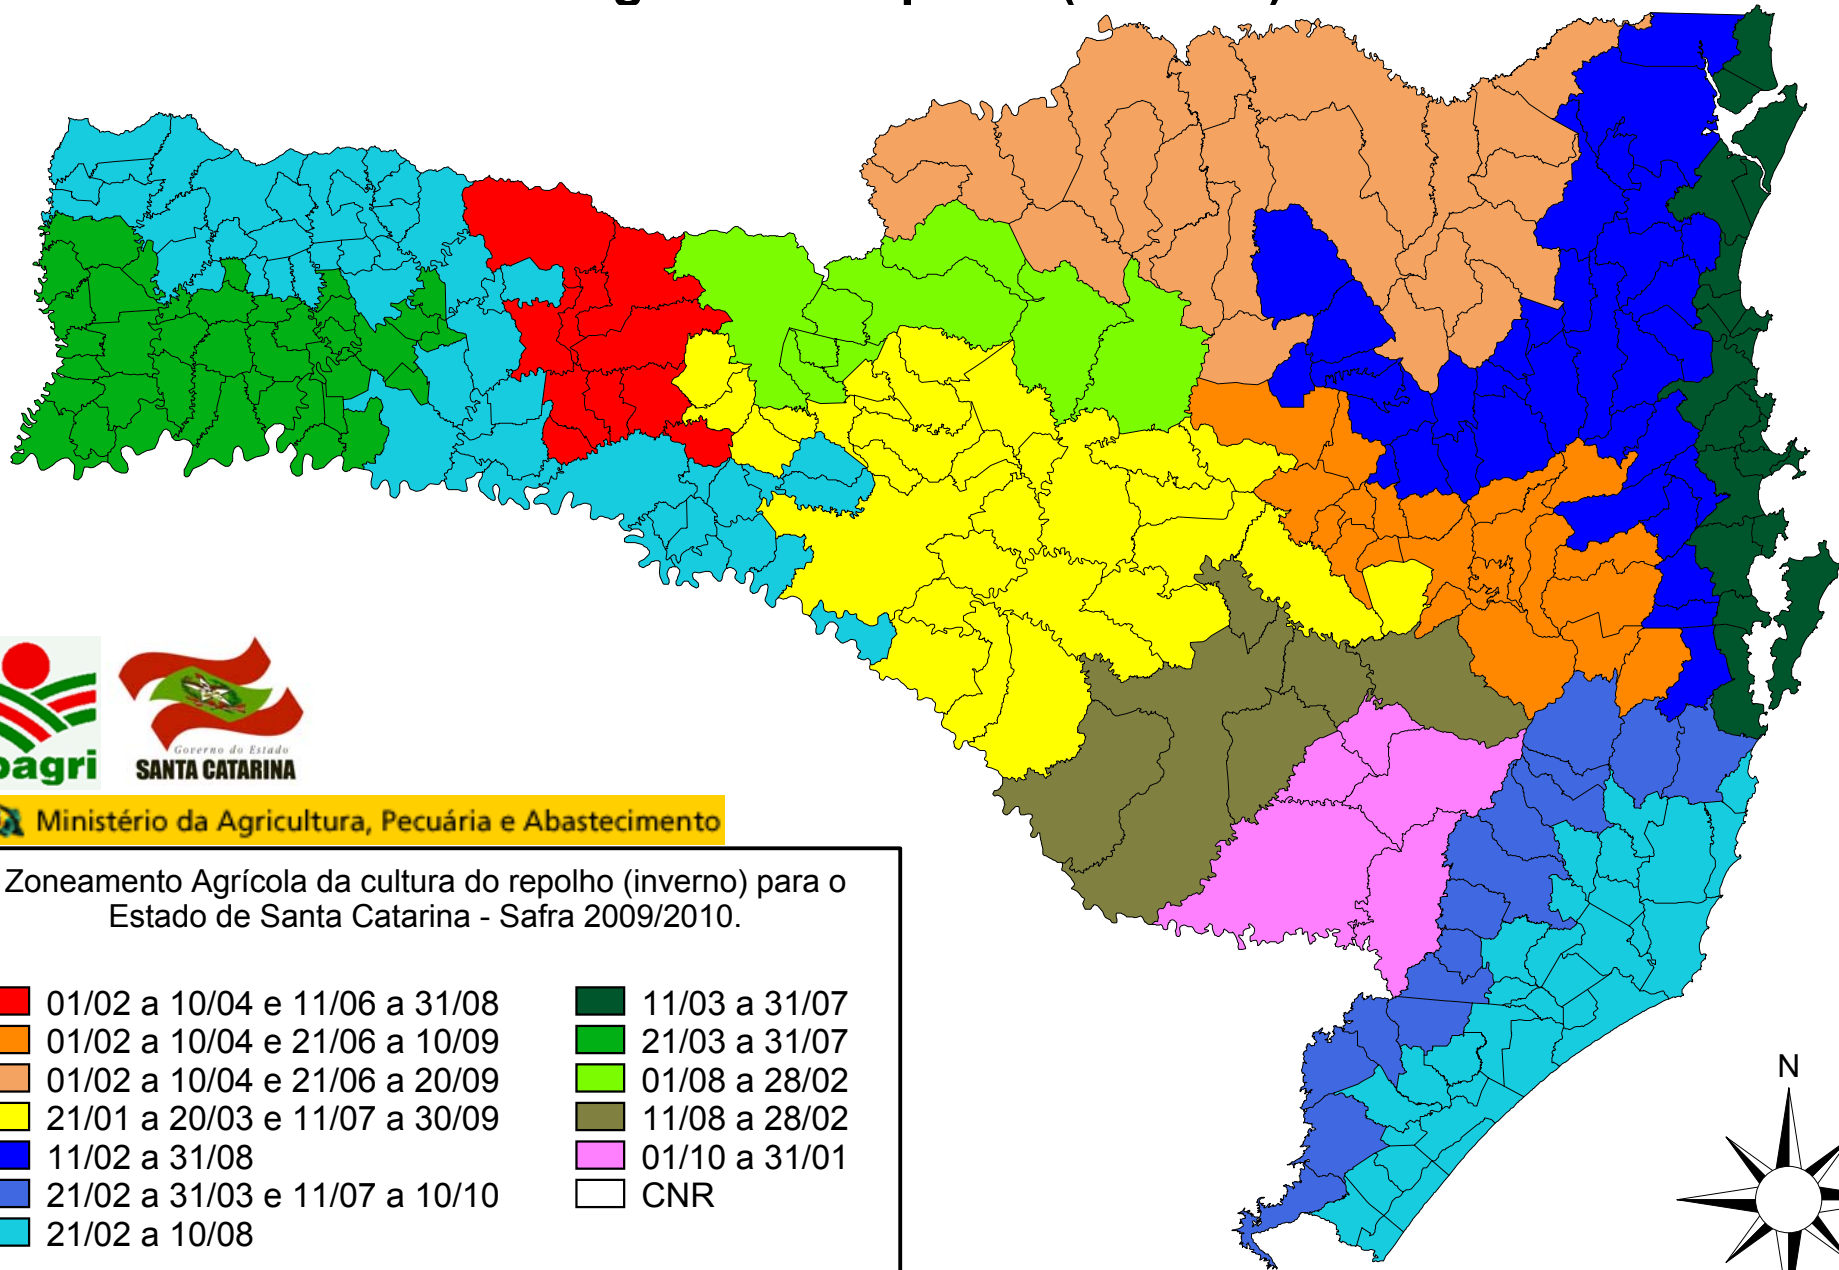 Governo do Estado
SANTA CATARINA
Ministério da Agricultura, Pecuária e Abastecimento
Zoneamento Agrícola da cultura do repolho (inverno) para o
Estado de Santa Catarina - Safra 2009/2010.
01/02 a 10/04 e 11/06 a 31/08
01/02 a 10/04 e 21/06 a 10/09
01/02 a 10/04 e 21/06 a 20/09
21/01 a 20/03 e 11/07 a 30/09
11/02 a 31/08
21/02 a 31/03 e 11/07 a 10/10
21/02 a 10/08
11/03 a 31/07
21/03 a 31/07
01/08 a 28/02
11/08 a 28/02
01/10 a 31/01
CNR
N